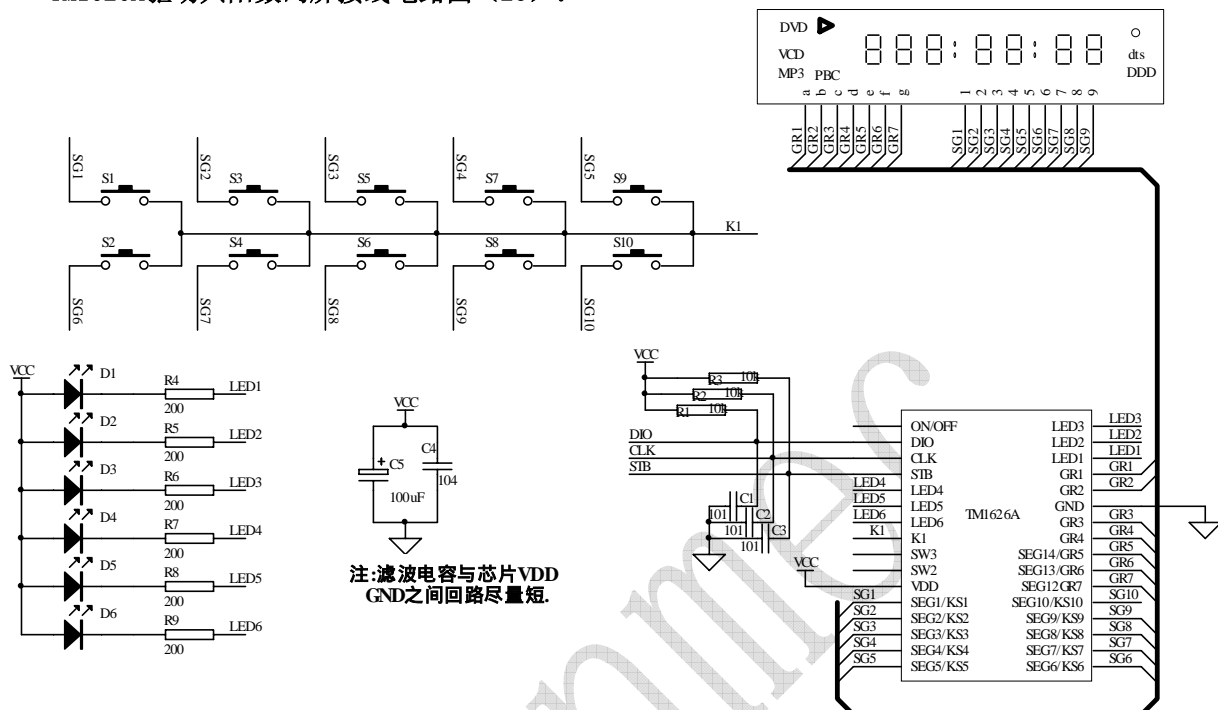 DVD
VCD
MP3 PBC
dts
DDD
a b c d e f g
1 2 3 4 5 6 7 8 9
GR1 GR2 GR3 GR4 GR5 GR6 GR7
SG1 SG2 SG3 SG4 SG5 SG6 SG7 SG8 SG9
SG1 SG2 SG3 SG4 SG5
S1 S3 S5 S7 S9
K1
S2 S4 S6 S8 S10
SG6 SG7 SG8 SG9 SG10
VCC
D1 R4 200 LED1
D2 R5 200 LED2
D3 R6 200 LED3
D4 R7 200 LED4
D5 R8 200 LED5
D6 R9 200 LED6
VCC
+ C5 100uF
C4 104
注:滤波电容与芯片VDD
GND之间回路尽量短.
VCC
R3 10k
R2 10k
R1 10k
DIO
CLK
STB
C1 101
C2 101
C3 101
LED4
LED5
LED6
K1
VCC
SG1
SG2
SG3
SG4
SG5
TM1626A
ON/OFF
DIO
CLK
STB
LED4
LED5
LED6
K1
SW3
SW2
VDD
SEG1/KS1
SEG2/KS2
SEG3/KS3
SEG4/KS4
SEG5/KS5
LED3
LED2
LED1
GR1
GR2
GND
GR3
GR4
SEG14/GR5
SEG13/GR6
SEG12GR7
SEG10/KS10
SEG9/KS9
SEG8/KS8
SEG7/KS7
SEG6/KS6
LED3
LED2
LED1
GR1
GR2
GR3
GR4
GR5
GR6
GR7
SG10
SG9
SG8
SG7
SG6